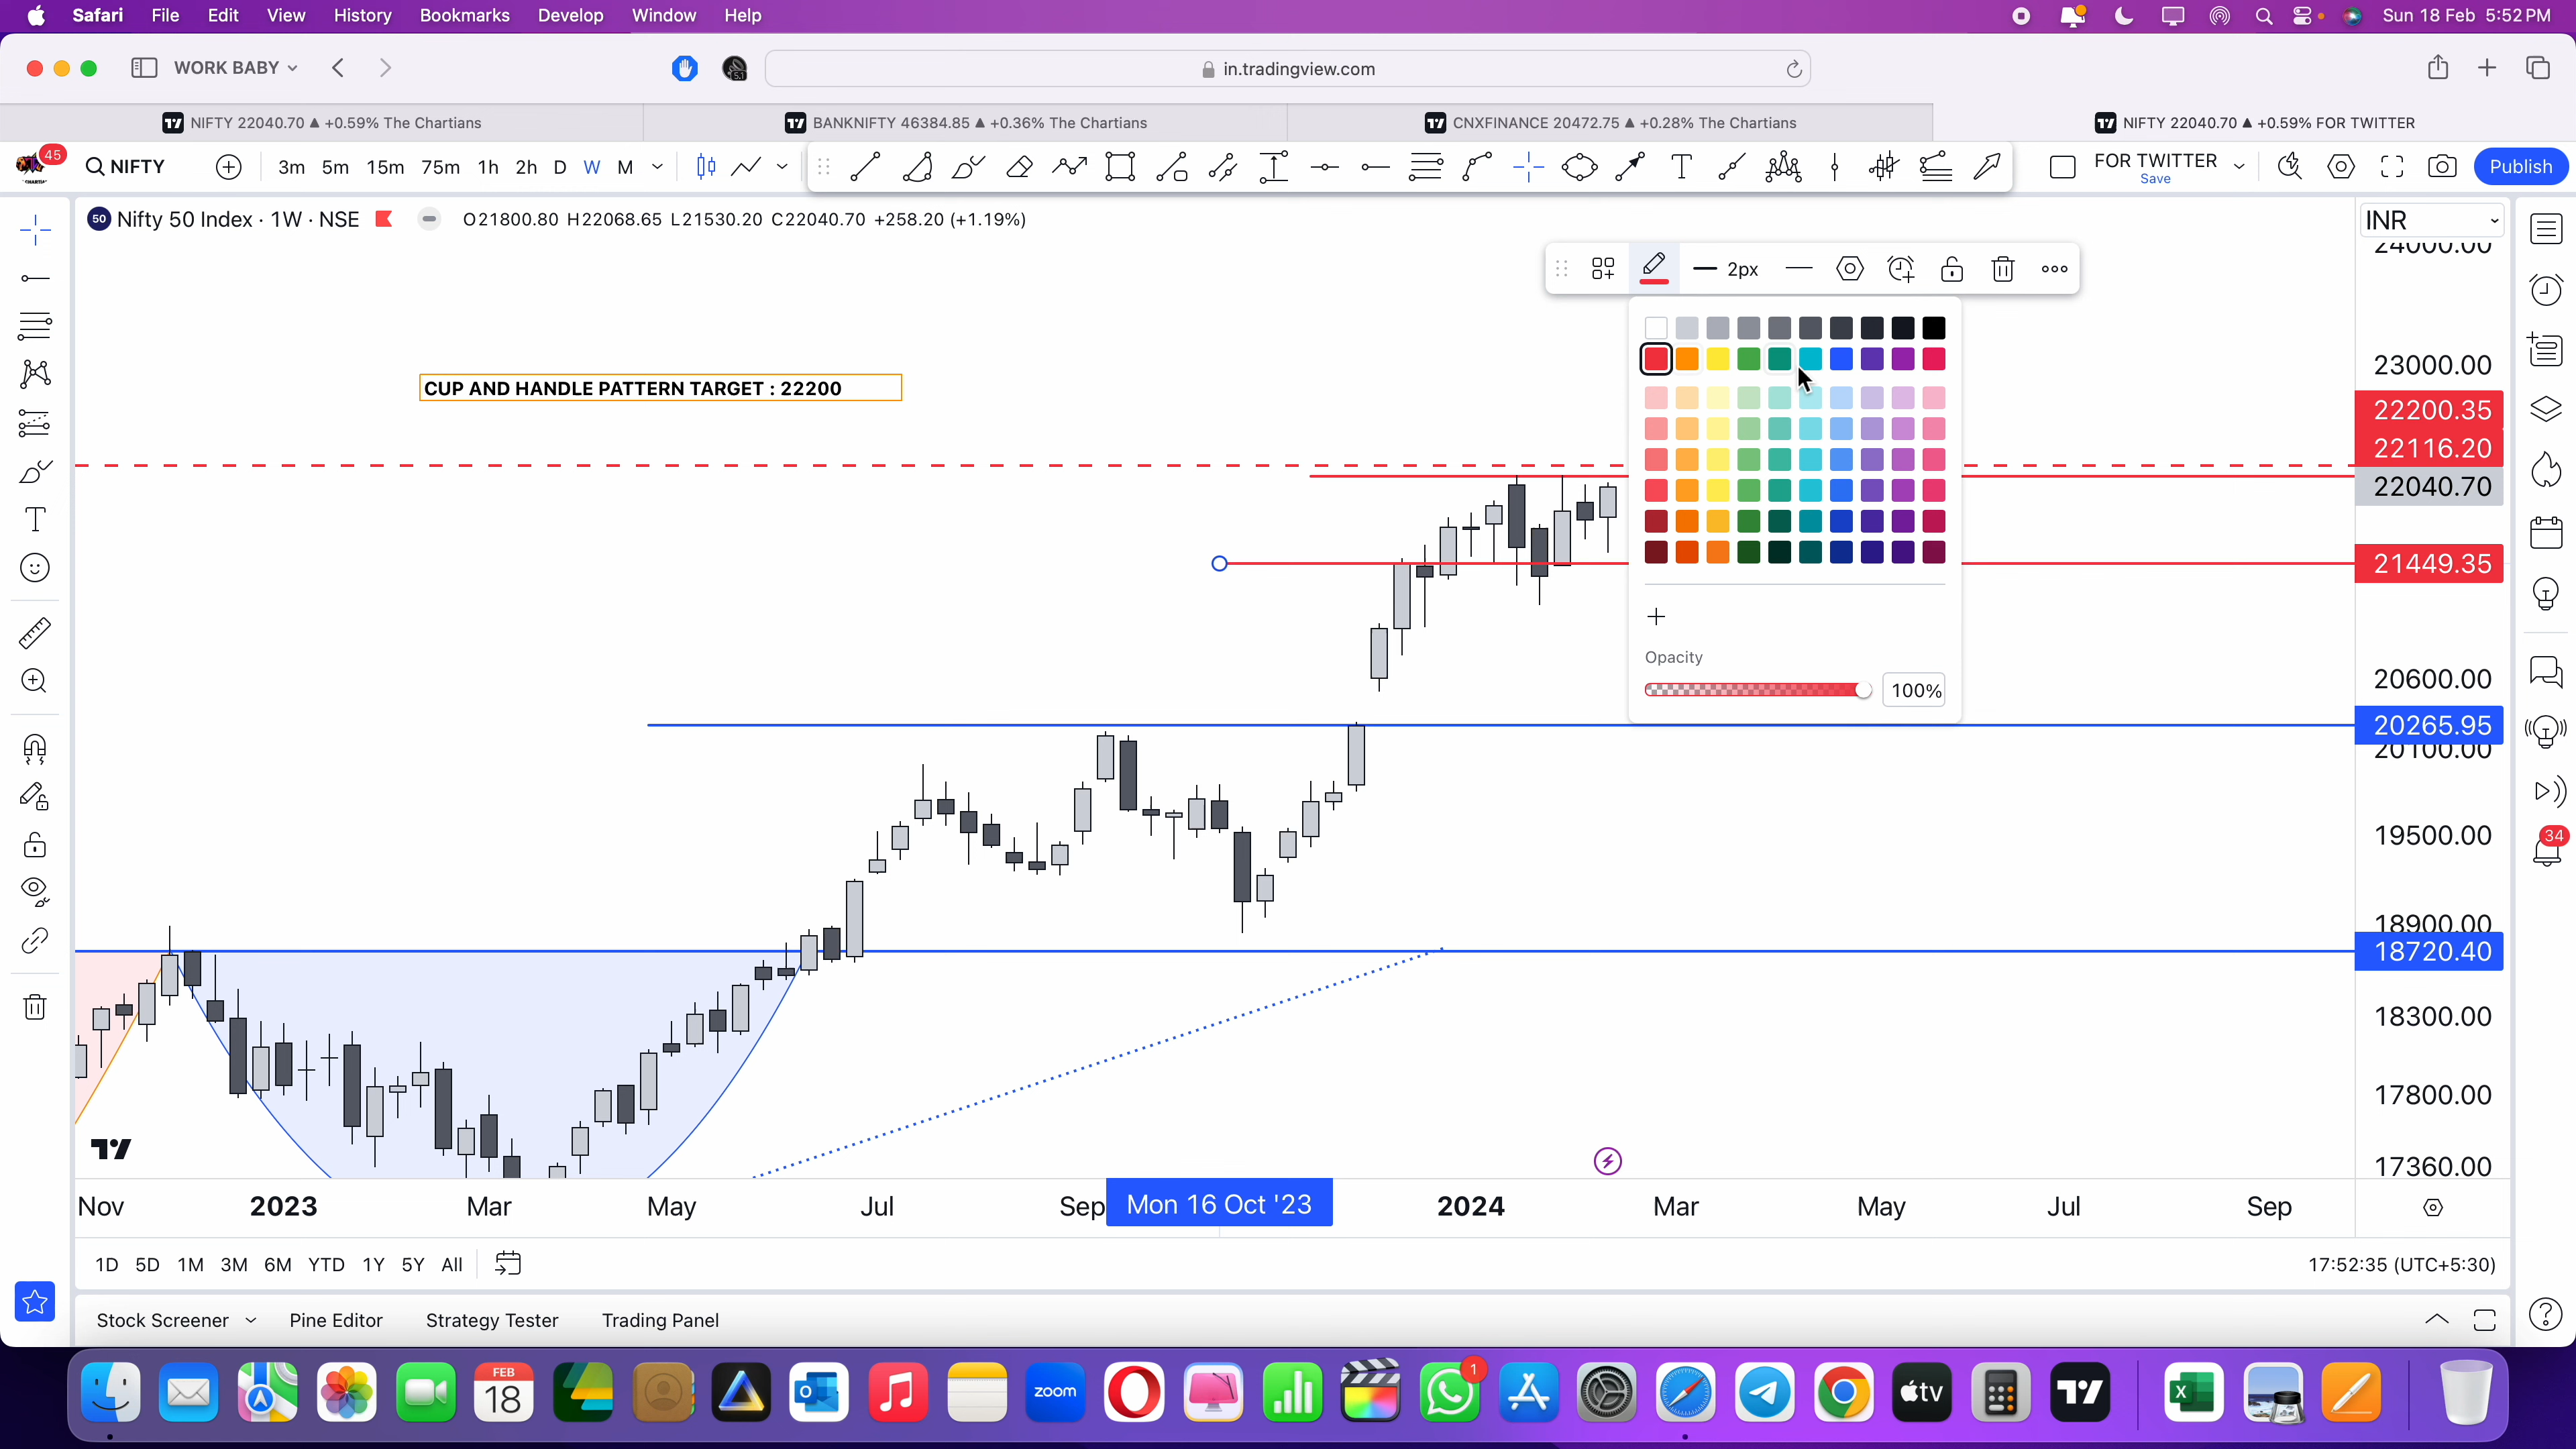 Safari File Edit View History Bookmarks Develop Window Help Sun 18 Feb 5:52 PM
WORK BABY in.tradingview.com
NIFTY 22040.70 ▲ +0.59% The Chartians BANKNIFTY 46384.85 ▲ +0.36% The Chartians CNXFINANCE 20472.75 ▲ +0.28% The Chartians NIFTY 22040.70 ▲ +0.59% FOR TWITTER
45 NIFTY 3m 5m 15m 75m 1h 2h D W M FOR TWITTER Save Publish
50 Nifty 50 Index · 1W · NSE O21800.80 H22068.65 L21530.20 C22040.70 +258.20 (+1.19%) INR
24000.00
2px
23000.00
CUP AND HANDLE PATTERN TARGET : 22200
22200.35
22116.20
22040.70
21449.35
Opacity
100%
20600.00
20265.95
20100.00
19500.00
34
18900.00
18720.40
18300.00
17800.00
17360.00
Nov 2023 Mar May Jul Sep Mon 16 Oct '23 2024 Mar May Jul Sep
1D 5D 1M 3M 6M YTD 1Y 5Y All 17:52:35 (UTC+5:30)
Stock Screener Pine Editor Strategy Tester Trading Panel
FEB
18
zoom
1
tv